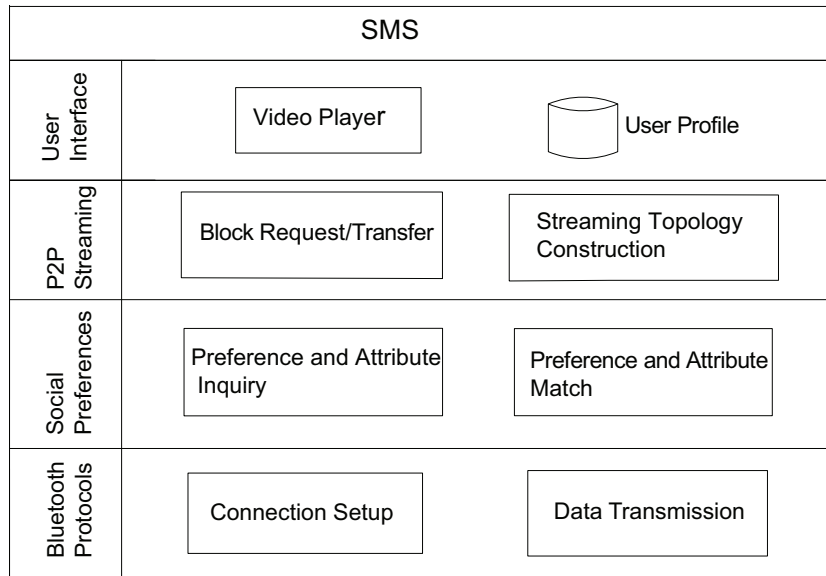 SMS
User
Interface
Video Player
User Profile
P2P
Streaming
Block Request/Transfer
Streaming Topology
Construction
Social
Preferences
Preference and Attribute
Inquiry
Preference and Attribute
Match
Bluetooth
Protocols
Connection Setup
Data Transmission